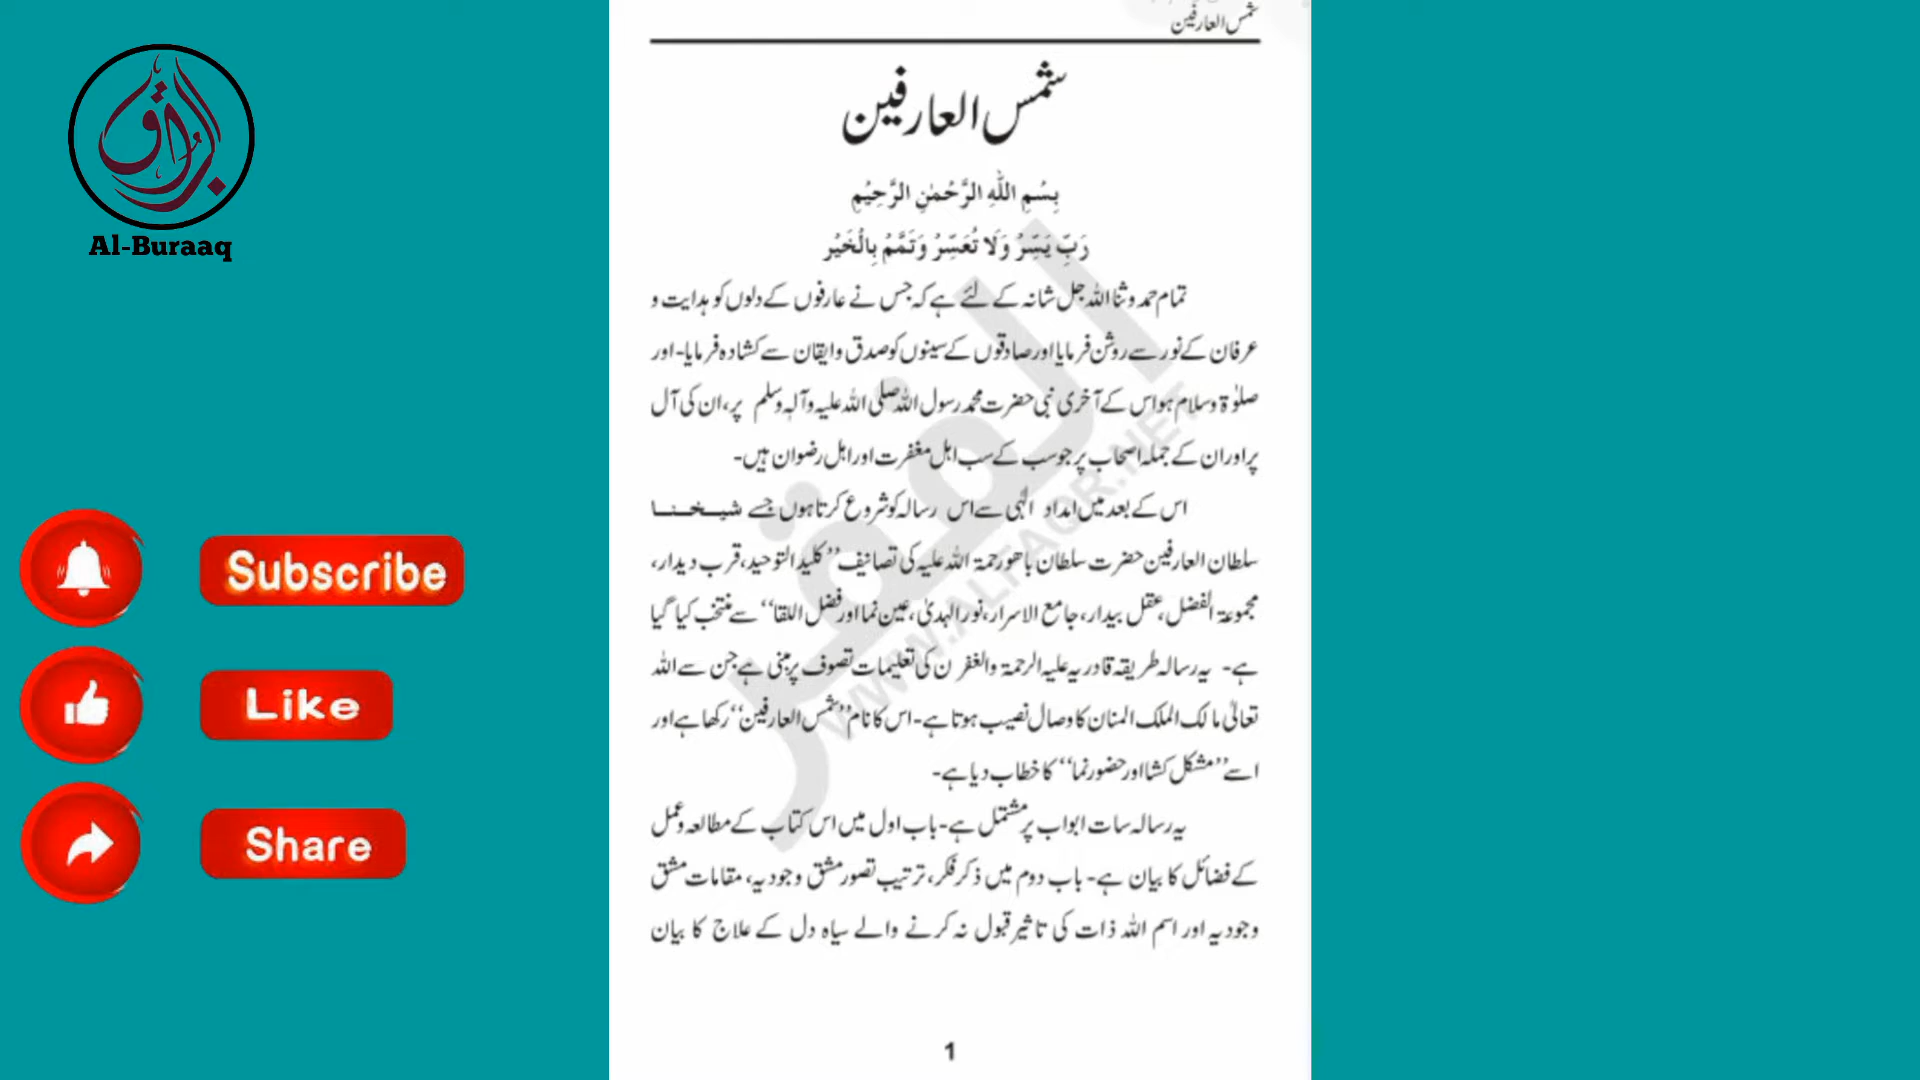 شمس العارفین
شمس العارفین
بِسْمِ اللّٰهِ الرَّحْمٰنِ الرَّحِیْمِ
رَبِّ یَسِّرْ وَلَا تُعَسِّرْ وَتَمِّمْ بِالْخَیْر
تمام حمد و ثنا اللہ جل شانہ کے لئے ہے کہ جس نے عارفوں کے دلوں کو ہدایت و
عرفان کے نور سے روشن فرمایا اور صادقوں کے سینوں کو صدق و ایقان سے کشادہ فرمایا- اور
صلوٰۃ و سلام ہو اس کے آخری نبی حضرت محمد رسول اللہ صلی اللہ علیہ وآلہٖ وسلم پر، ان کی آل
پر اور ان کے جملہ اصحاب پر جو سب کے سب اہل مغفرت اور اہل رضوان ہیں-
اس کے بعد میں امداد الٰہی سے اس رسالہ کو شروع کرتا ہوں جسے شیخنا
سلطان العارفین حضرت سلطان باھو رحمۃ اللہ علیہ کی تصانیف ’’کلید التوحید، قرب دیدار،
مجموعۃ الفضل، عقل بیدار، جامع الاسرار، نور الہدیٰ، عین نما اور فضل اللقا‘‘ سے منتخب کیا گیا
ہے- یہ رسالہ طریقہ قادریہ علیہ الرحمۃ والغفرن کی تعلیمات تصوف پر مبنی ہے جن سے اللہ
تعالیٰ مالک الملک المنان کا وصال نصیب ہوتا ہے- اس کا نام ’’شمس العارفین‘‘ رکھا ہے اور
اسے ’’مشکل کشا اور حضور نما‘‘ کا خطاب دیا ہے-
یہ رسالہ سات ابواب پر مشتمل ہے- باب اول میں اس کتاب کے مطالعہ و عمل
کے فضائل کا بیان ہے- باب دوم میں ذکر فکر، ترتیب تصور مشق وجودیہ، مقامات مشق
وجودیہ اور اسم اللہ ذات کی تاثیر قبول نہ کرنے والے سیاہ دل کے علاج کا بیان
1
الفقر
WWW.ALFAQR.NET
براق
Al-Buraaq
Subscribe
Like
Share